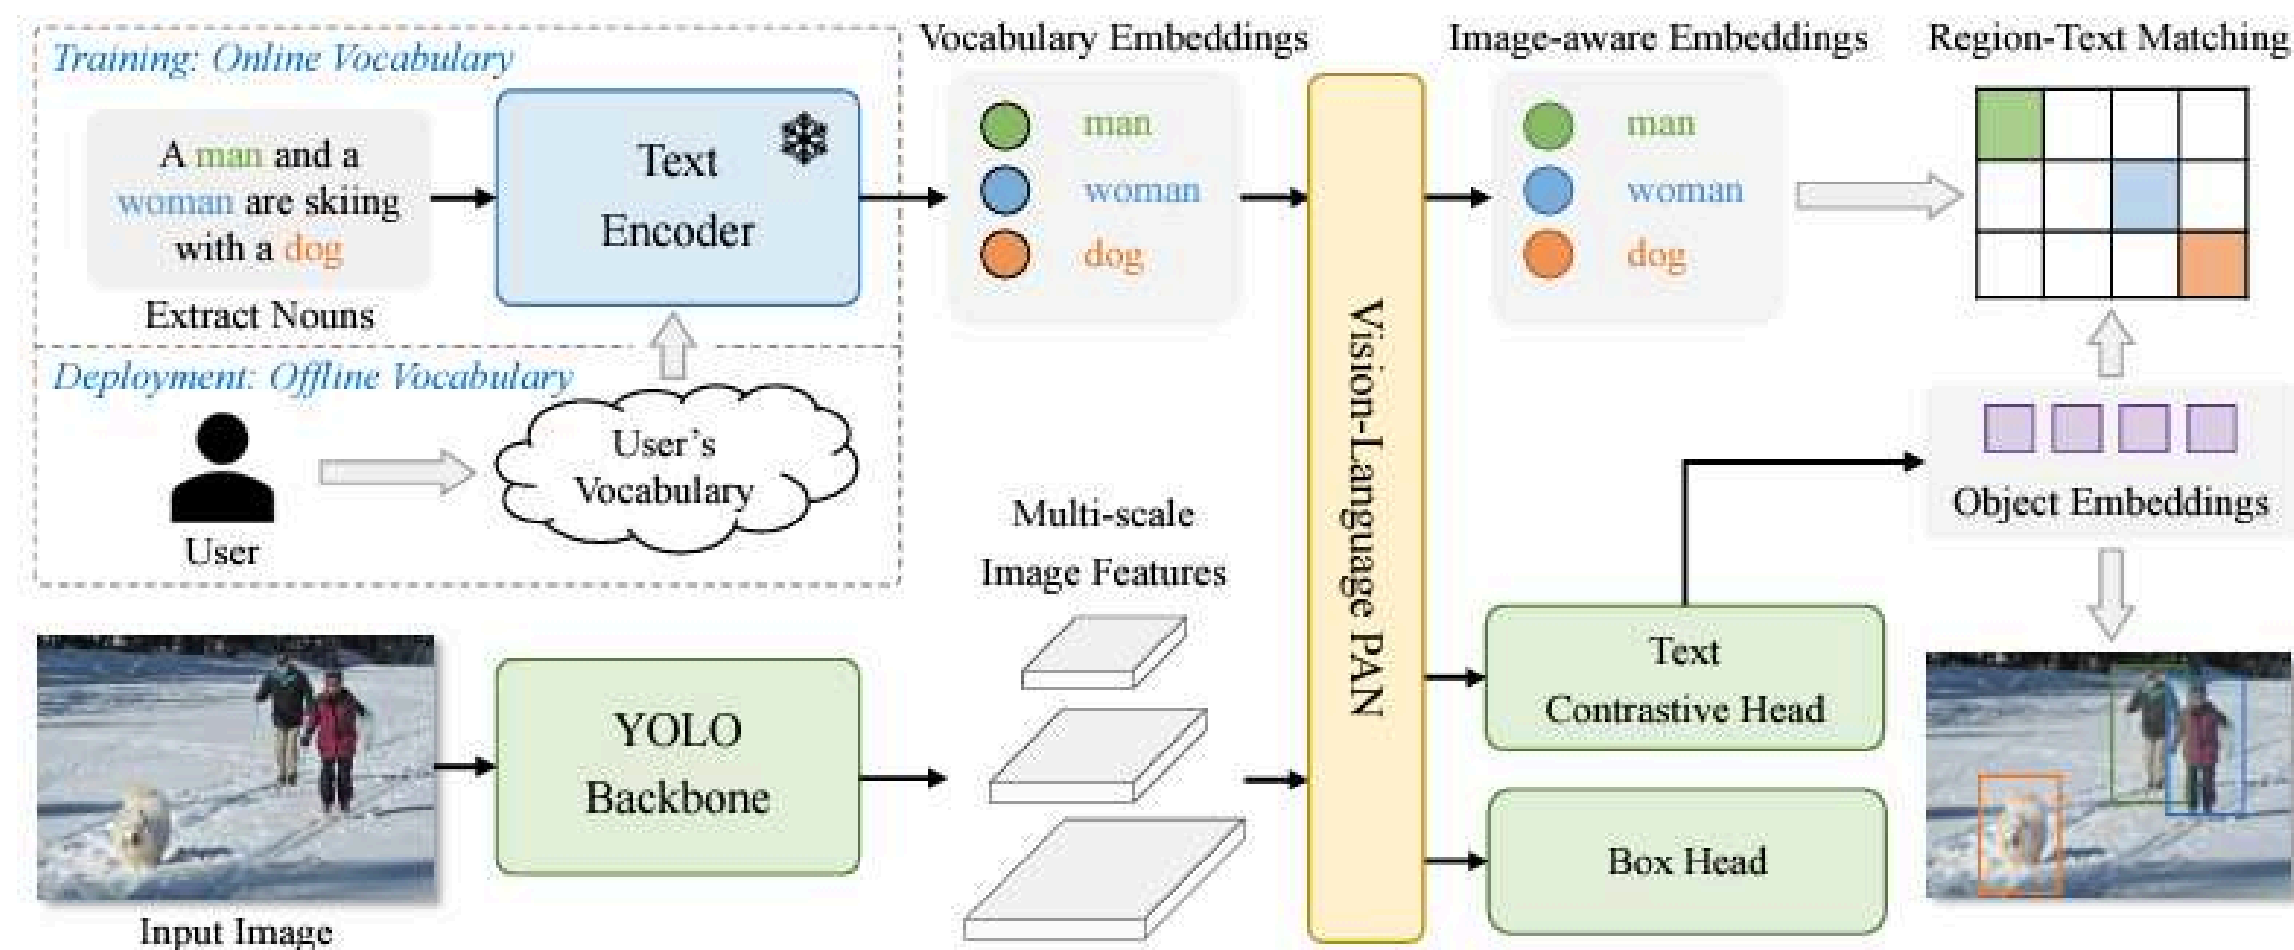 Training: Online Vocabulary
A man and a
woman are skiing
with a dog
Extract Nouns
Text
Encoder
Deployment: Offline Vocabulary
User
User's
Vocabulary
Vocabulary Embeddings
man
woman
dog
Image-aware Embeddings
man
woman
dog
Region-Text Matching
Input Image
YOLO
Backbone
Multi-scale
Image Features
Vision-Language PAN
Text
Contrastive Head
Box Head
Object Embeddings